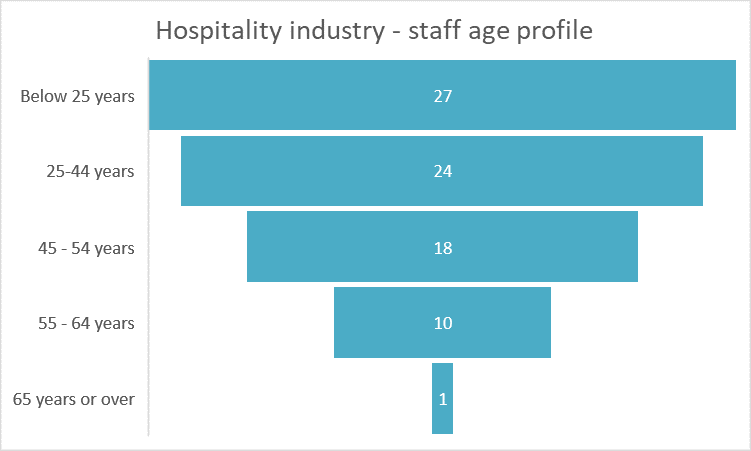 Hospitality industry - staff age profile
Below 25 years 27
25-44 years 24
45 - 54 years 18
55 - 64 years 10
65 years or over 1